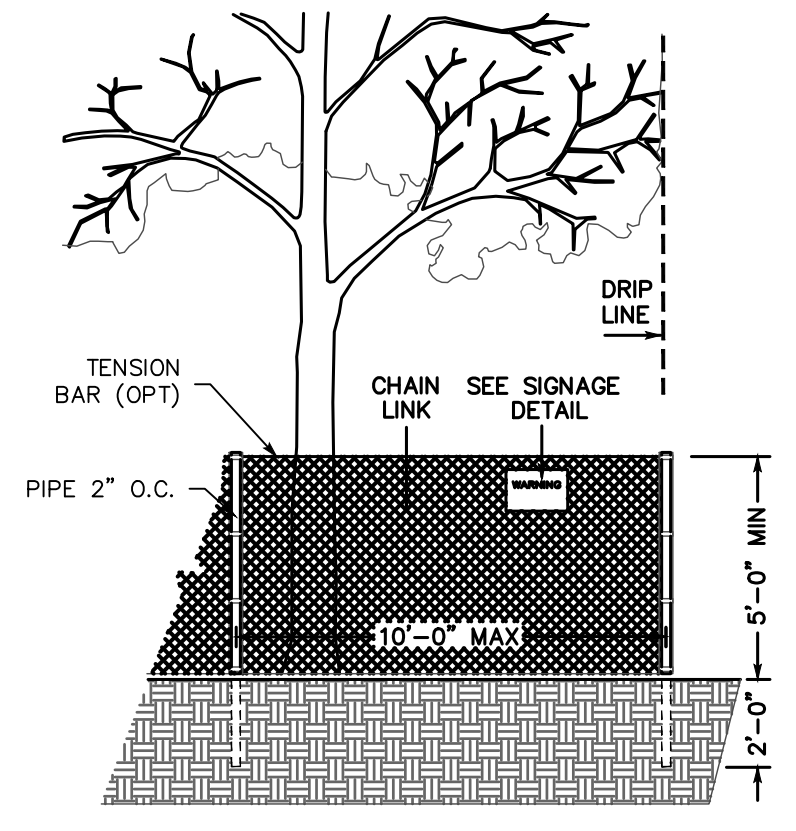 DRIP
LINE
TENSION
BAR (OPT)
CHAIN
LINK
SEE SIGNAGE
DETAIL
PIPE 2" O.C.
WARNING
5'-0" MIN
10'-0" MAX
2'-0"